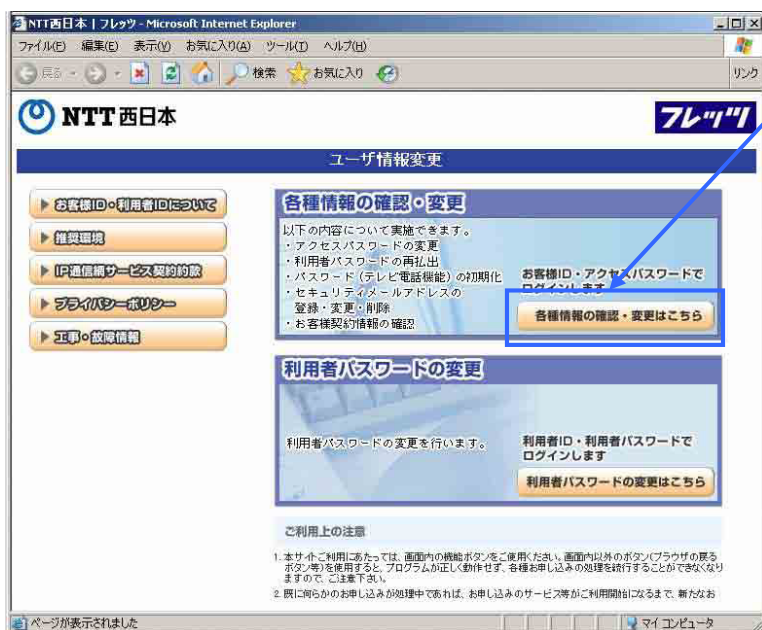 NTT西日本 | フレッツ - Microsoft Internet Explorer
ファイル(F) 編集(E) 表示(V) お気に入り(A) ツール(T) ヘルプ(H)
戻る 検索 お気に入り リンク
NTT西日本 フレッツ
ユーザ情報変更
お客様ID・利用者IDについて
推奨環境
IP通信網サービス契約約款
プライバシーポリシー
工事・故障情報
各種情報の確認・変更
以下の内容について実施できます。
・アクセスパスワードの変更
・利用者パスワードの再払出
・パスワード(テレビ電話機能)の初期化
・セキュリティメールアドレスの
登録・変更・削除
・お客様契約情報の確認
お客様ID・アクセスパスワードで
ログインします
各種情報の確認・変更はこちら
利用者パスワードの変更
利用者パスワードの変更を行います。
利用者ID・利用者パスワードで
ログインします
利用者パスワードの変更はこちら
ご利用上の注意
1. 本サイトご利用にあたっては、画面内の機能ボタンをご使用ください。画面内以外のボタン(ブラウザの戻る
ボタン等)を使用すると、プログラムが正しく動作せず、各種お申し込みの処理を続行することができなくなり
ますので、ご注意下さい。
2. 既に何らかのお申し込みが処理中であれば、お申し込みのサービス等がご利用開始になるまで、新たなお
ページが表示されました マイ コンピュータ